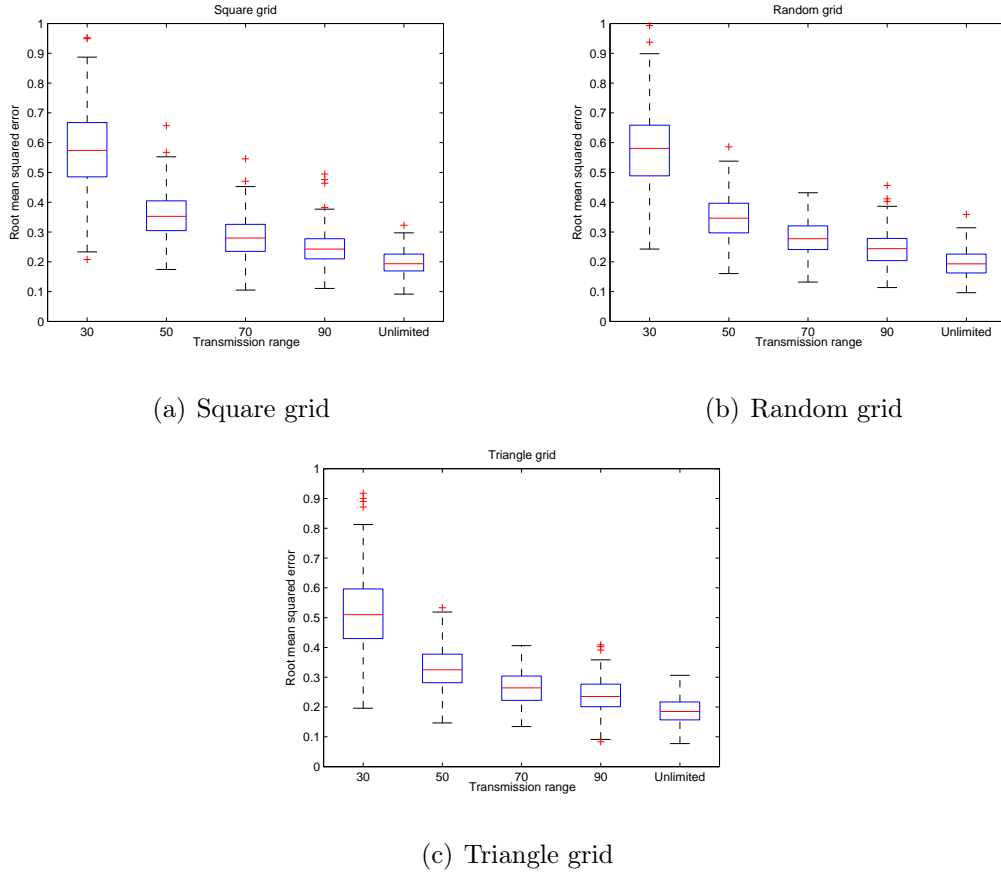 Square grid
Root mean squared error
1
0.9
0.8
0.7
0.6
0.5
0.4
0.3
0.2
0.1
0
30 50 70 90 Unlimited
Transmission range
(a) Square grid
Random grid
Root mean squared error
1
0.9
0.8
0.7
0.6
0.5
0.4
0.3
0.2
0.1
0
30 50 70 90 Unlimited
Transmission range
(b) Random grid
Triangle grid
Root mean squared error
1
0.9
0.8
0.7
0.6
0.5
0.4
0.3
0.2
0.1
0
30 50 70 90 Unlimited
Transmission range
(c) Triangle grid